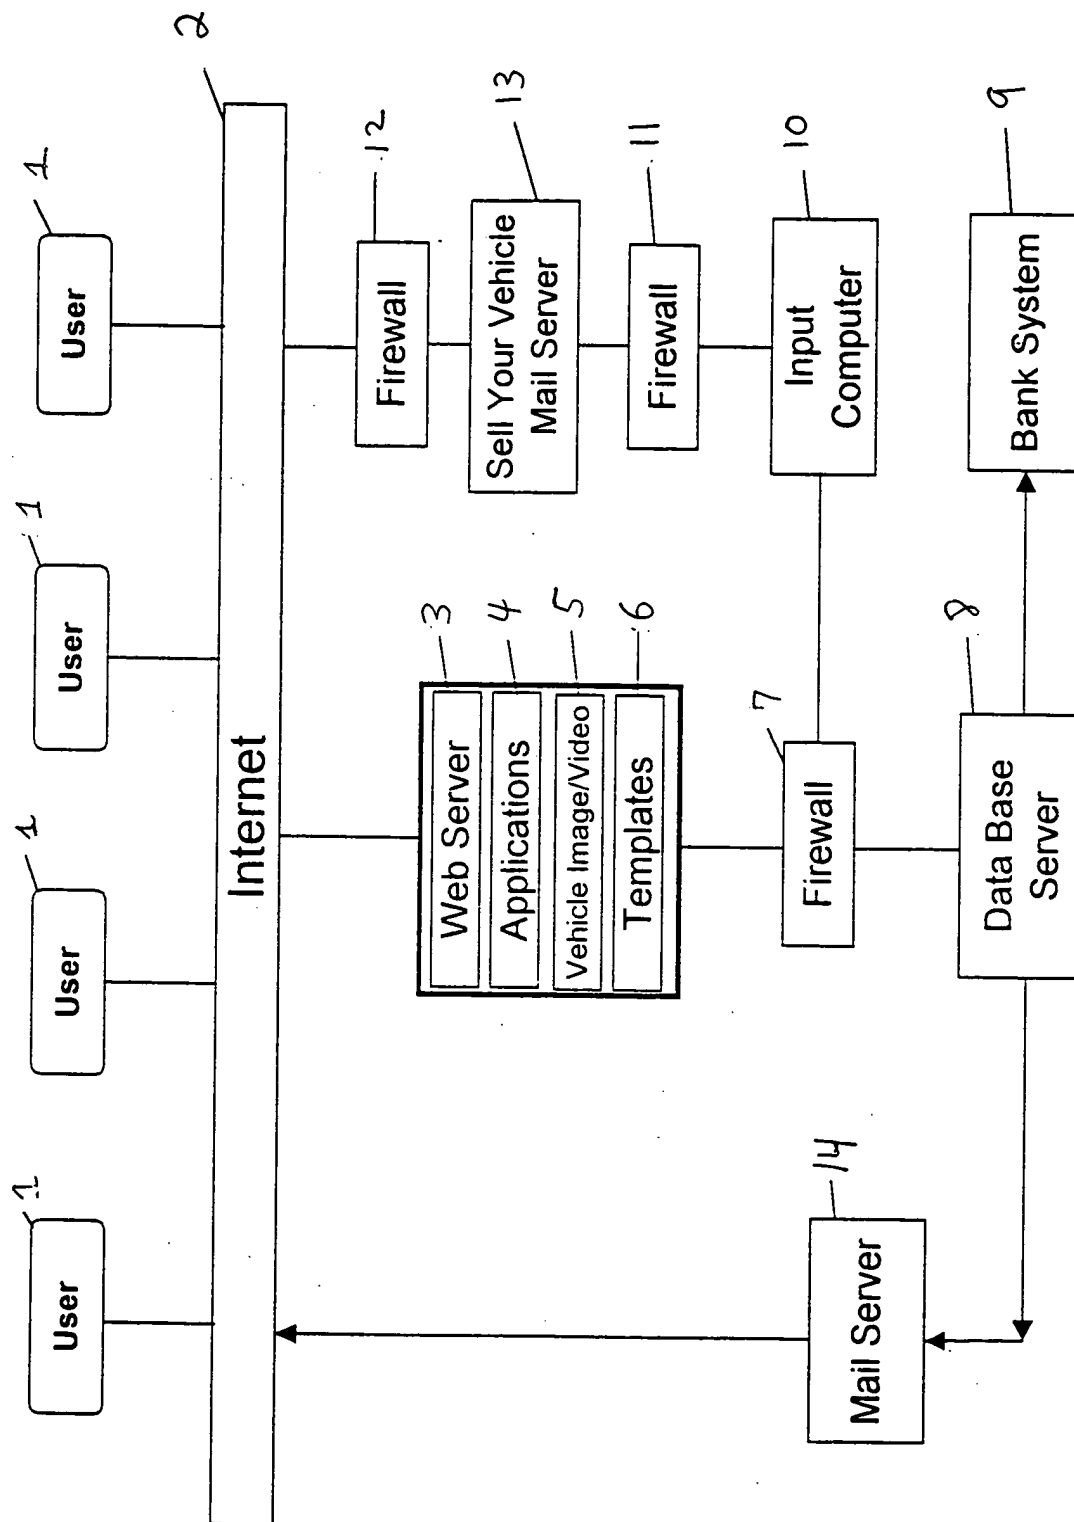 1
User
1
User
1
User
1
User
2
Internet
3
Web Server
4
Applications
5
Vehicle Image/Video
6
Templates
12
Firewall
13
Sell Your Vehicle
Mail Server
11
Firewall
10
Input
Computer
7
Firewall
14
Mail Server
8
Data Base
Server
9
Bank System